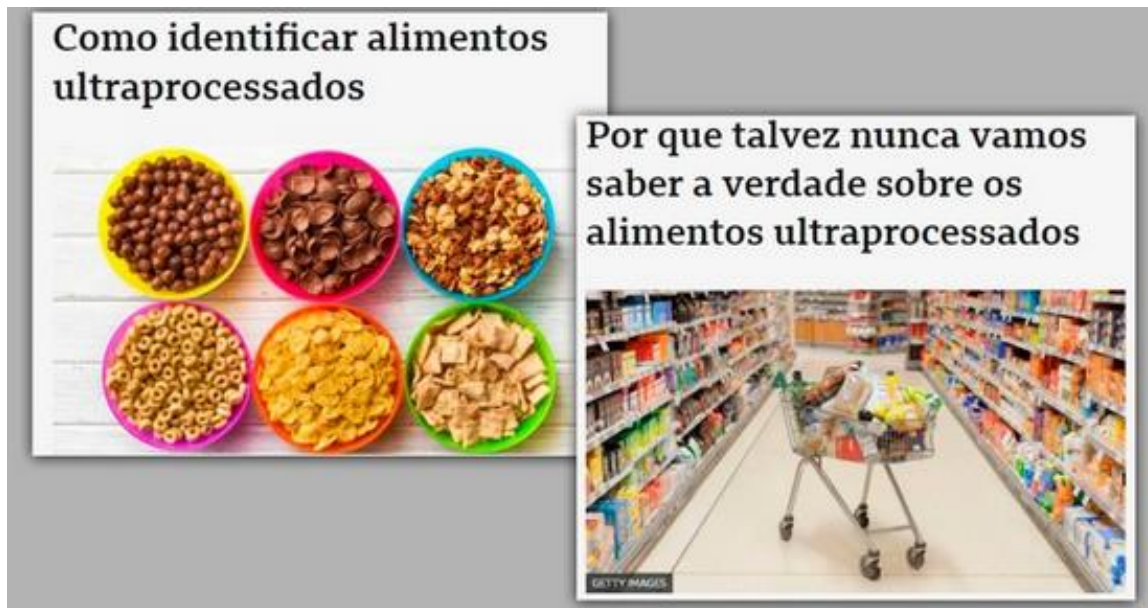 Como identificar alimentos
ultraprocessados
Por que talvez nunca vamos
saber a verdade sobre os
alimentos ultraprocessados
GETTY IMAGES